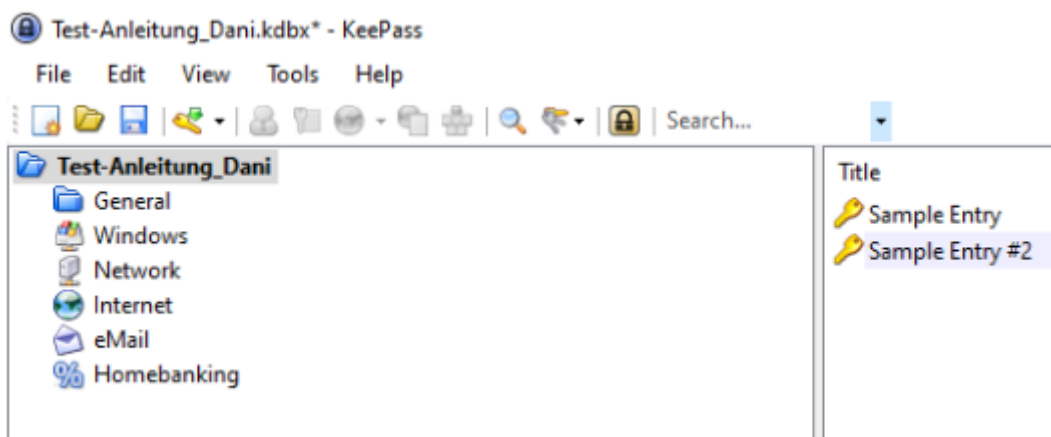 Test-Anleitung_Dani.kdbx* - KeePass
File Edit View Tools Help
Search...
Test-Anleitung_Dani
General
Windows
Network
Internet
eMail
Homebanking
Title
Sample Entry
Sample Entry #2